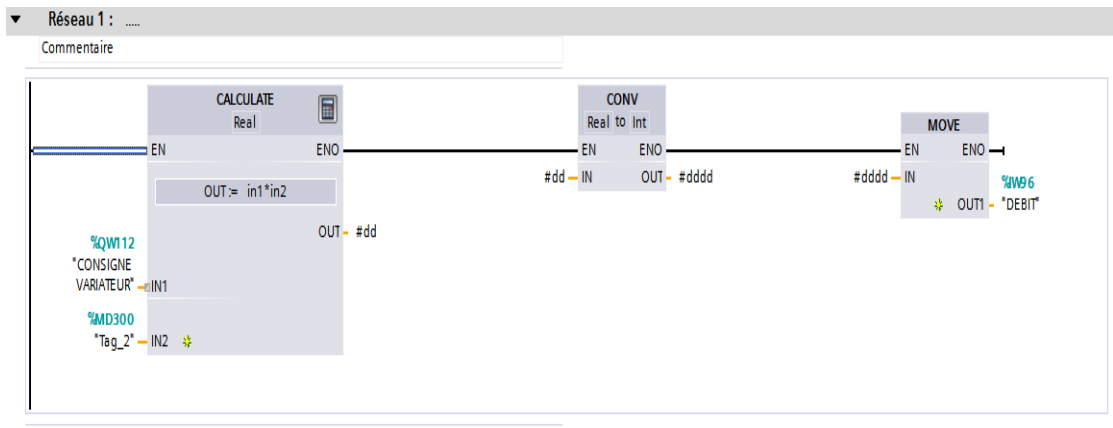 Réseau 1 : .....
Commentaire
CALCULATE
Real
EN ENO
OUT := in1*in2
OUT #dd
%QW112
"CONSIGNE
VARIATEUR" IN1
%MD300
"Tag_2" IN2
CONV
Real to Int
EN ENO
#dd IN OUT #dddd
MOVE
EN ENO
#dddd IN
%IW96
OUT1 "DEBIT"